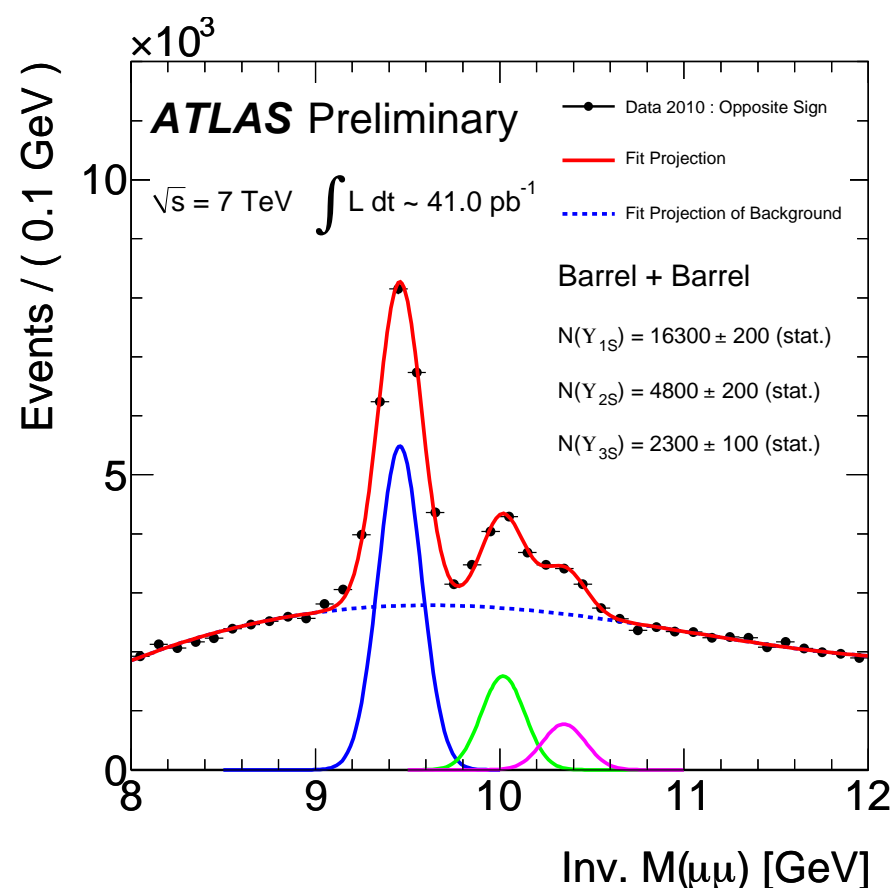 ×10³
Events / ( 0.1 GeV )
ATLAS Preliminary
√s = 7 TeV ∫ L dt ~ 41.0 pb⁻¹
Data 2010 : Opposite Sign
Fit Projection
Fit Projection of Background
Barrel + Barrel
N(ϒ₁S) = 16300 ± 200 (stat.)
N(ϒ₂S) = 4800 ± 200 (stat.)
N(ϒ₃S) = 2300 ± 100 (stat.)
10
5
0
8 9 10 11 12
Inv. M(μμ) [GeV]